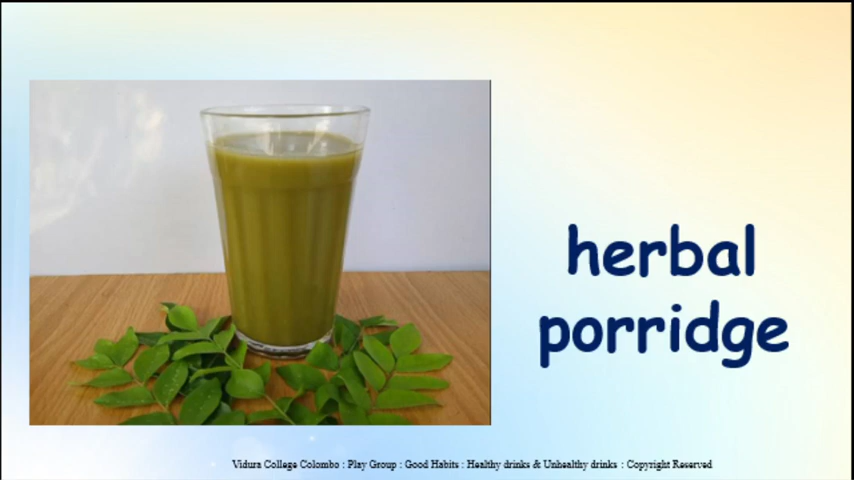 herbal
porridge
Vidura College Colombo : Play Group : Good Habits : Healthy drinks & Unhealthy drinks : Copyright Reserved